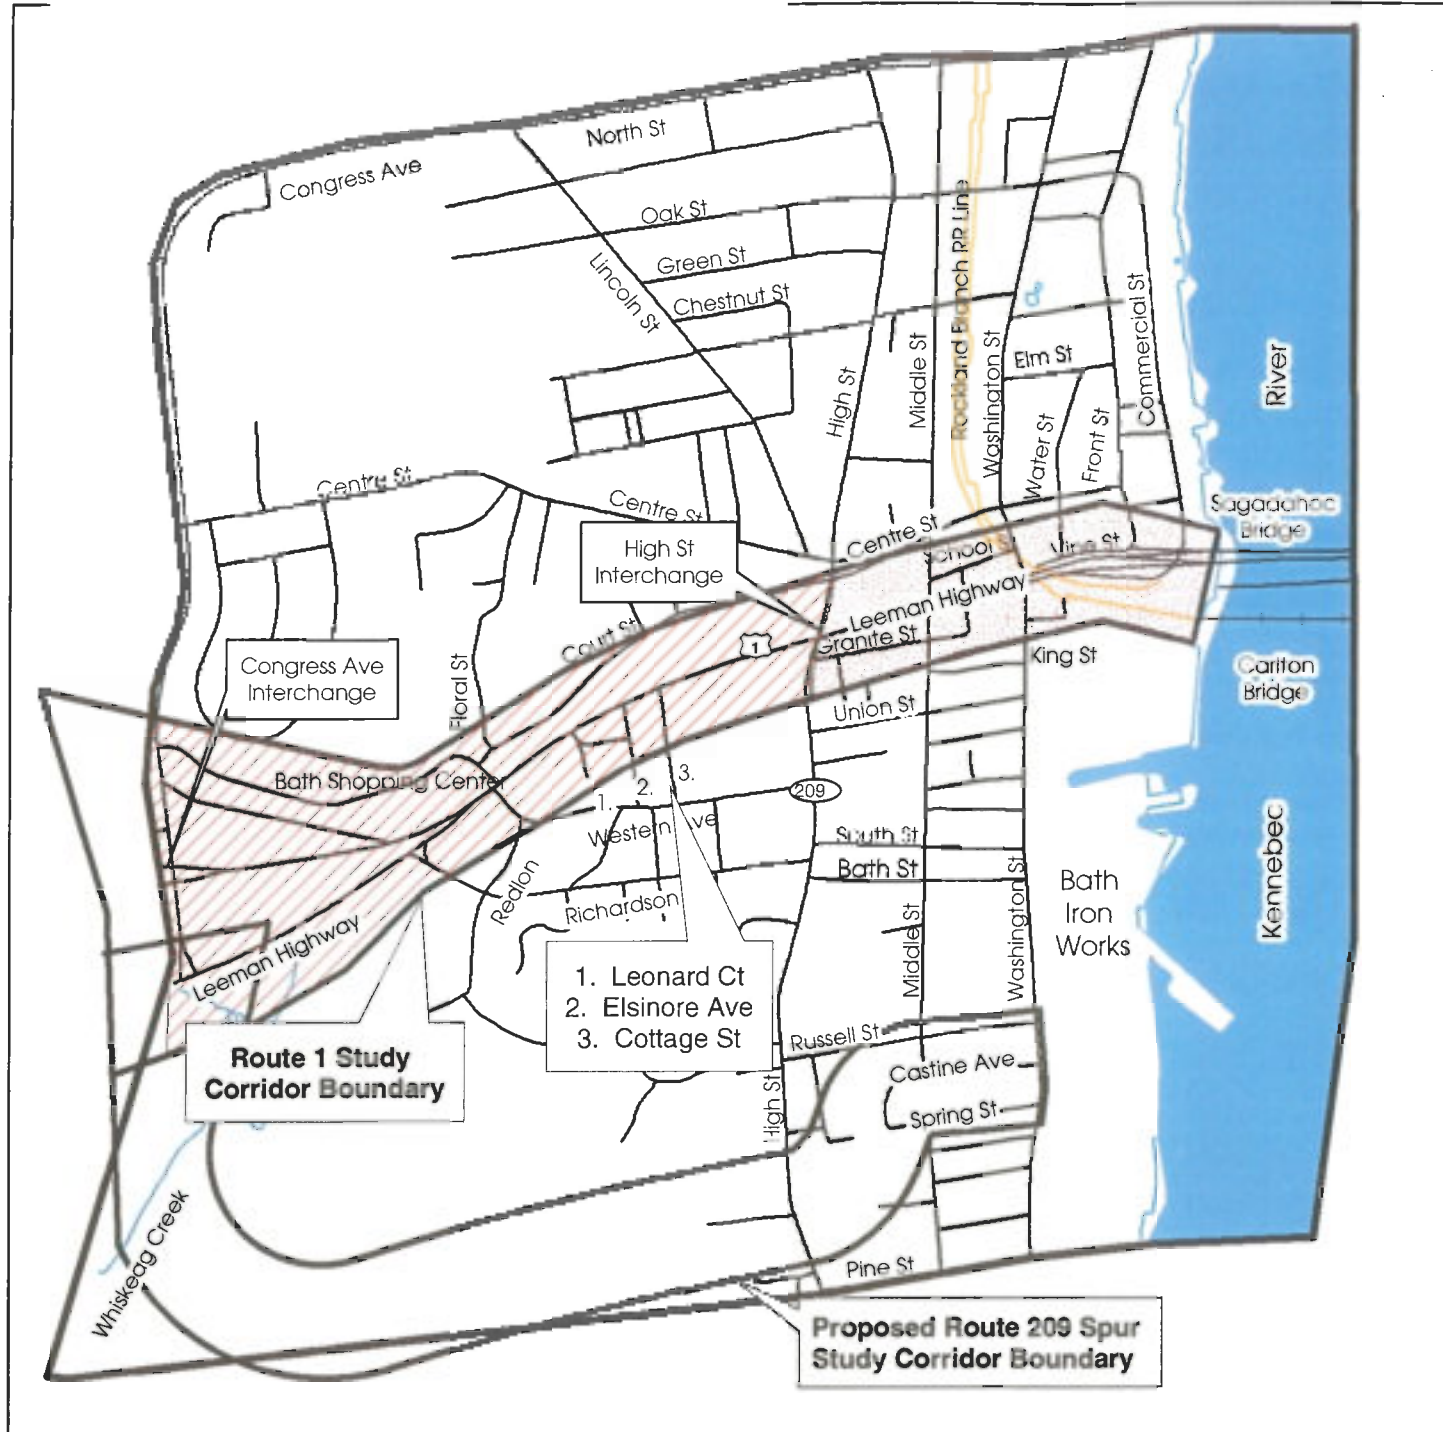 North St
Congress Ave
Oak St
Green St
Lincoln St
Chestnut St
Rockland Branch RR Line
Commercial St
Elm St
High St
Middle St
Washington St
Water St
Front St
River
Centre St
Centre St
Centre St
Sagadahoc
Bridge
High St
Interchange
School St
Vine St
Leeman Highway
Granite St
Court St
1
King St
Carlton
Bridge
Congress Ave
Interchange
Floral St
Union St
Bath Shopping Center
1.
2.
3.
209
Western Ave
South St
Bath St
Redlon
Richardson
Middle St
Washington St
Bath
Iron
Works
Kennebec
Leeman Highway
1. Leonard Ct
2. Elsinore Ave
3. Cottage St
Route 1 Study
Corridor Boundary
Russell St
Castine Ave
Spring St
High St
Whiskeag Creek
Pine St
Proposed Route 209 Spur
Study Corridor Boundary